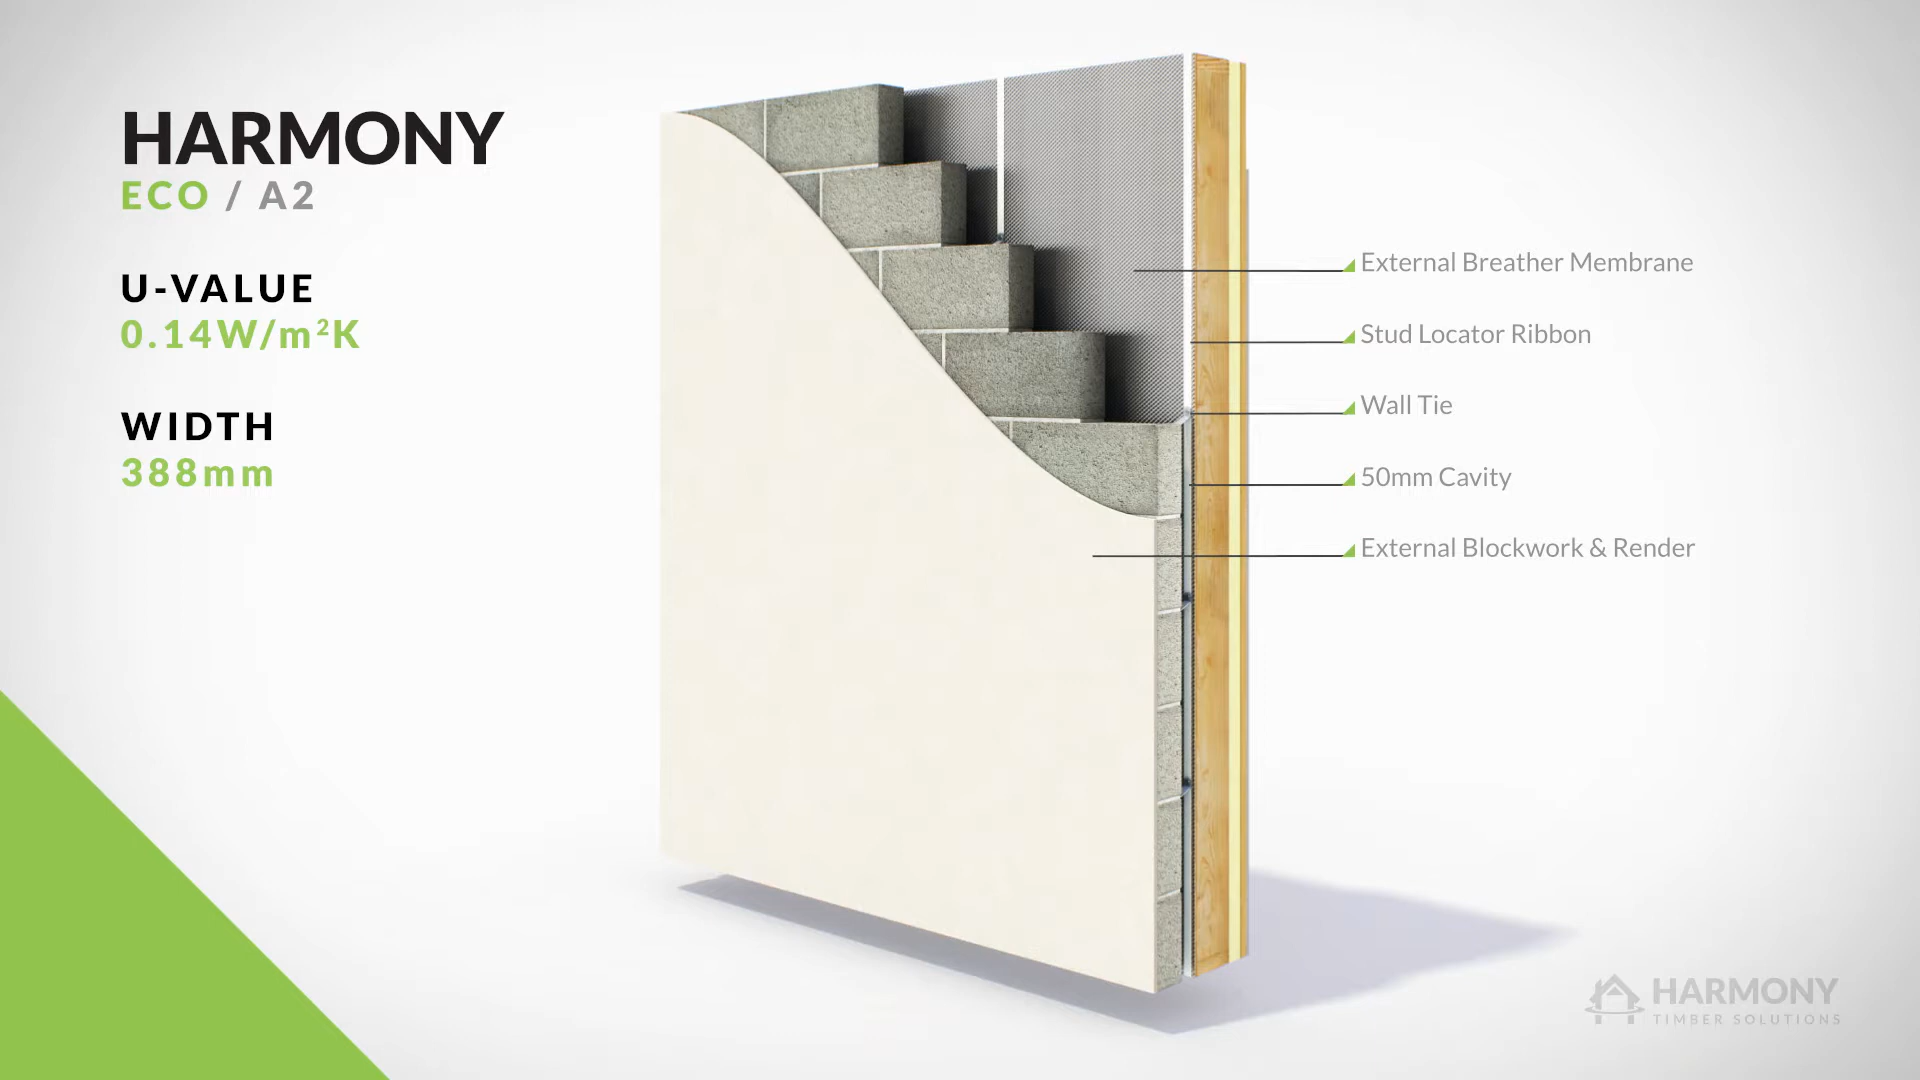 HARMONY
ECO / A2
U-VALUE
0.14W/m²K
WIDTH
388mm
External Breather Membrane
Stud Locator Ribbon
Wall Tie
50mm Cavity
External Blockwork & Render
HARMONY
TIMBER SOLUTIONS